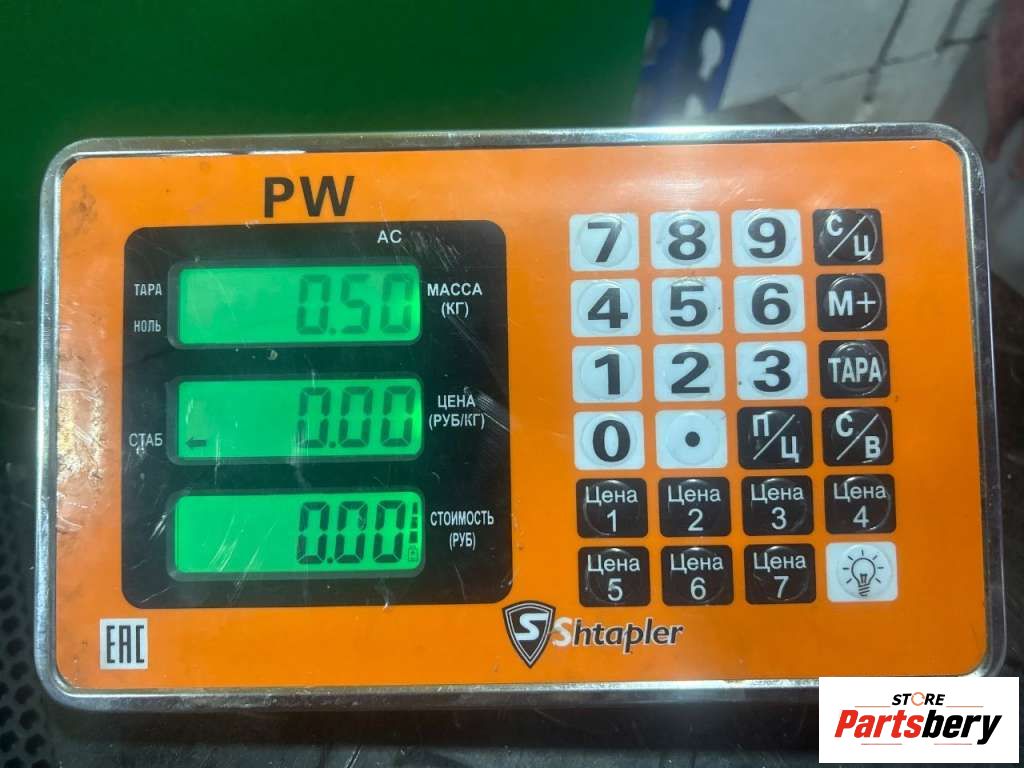 PW
AC
ТАРА
НОЛЬ
0.50
МАССА
(КГ)
СТАБ
0.00
ЦЕНА
(РУБ/КГ)
0.00
СТОИМОСТЬ
(РУБ)
7 8 9 С/Ц
4 5 6 М+
1 2 3 ТАРА
0 . П/Ц С/В
Цена 1 Цена 2 Цена 3 Цена 4
Цена 5 Цена 6 Цена 7
EAC
S Shtapler
STORE
Partsbery